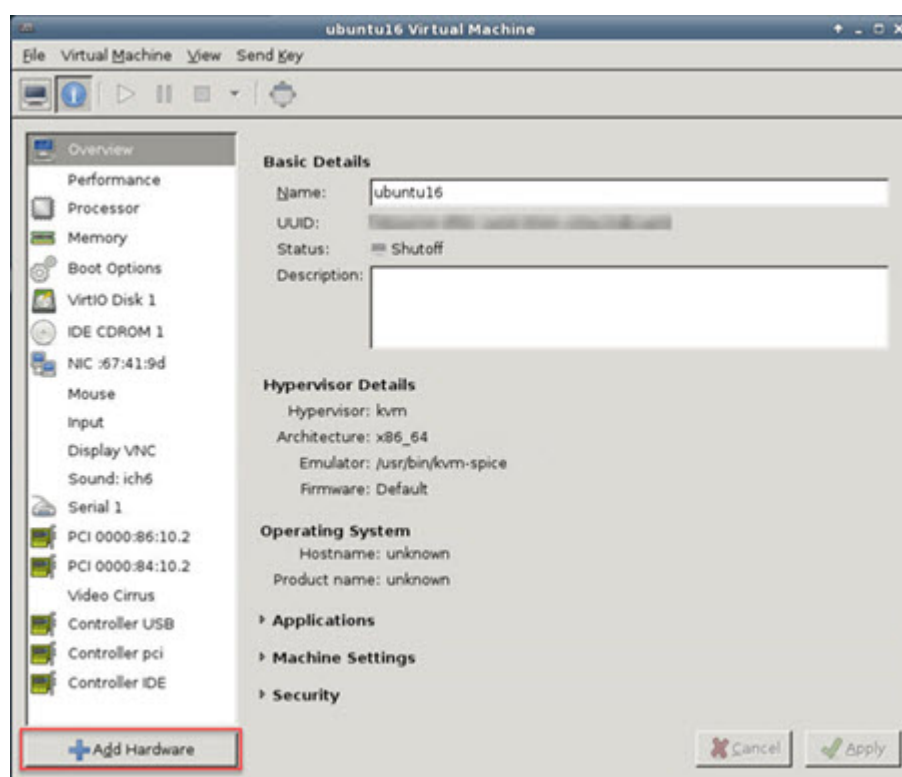 ubuntu16 Virtual Machine
File Virtual Machine View Send Key
Overview
Performance
Processor
Memory
Boot Options
VirtIO Disk 1
IDE CDROM 1
NIC :67:41:9d
Mouse
Input
Display VNC
Sound: ich6
Serial 1
PCI 0000:86:10.2
PCI 0000:84:10.2
Video Cirrus
Controller USB
Controller pci
Controller IDE
Add Hardware
Basic Details
Name: ubuntu16
UUID:
Status: Shutoff
Description:
Hypervisor Details
Hypervisor: kvm
Architecture: x86_64
Emulator: /usr/bin/kvm-spice
Firmware: Default
Operating System
Hostname: unknown
Product name: unknown
Applications
Machine Settings
Security
Cancel Apply